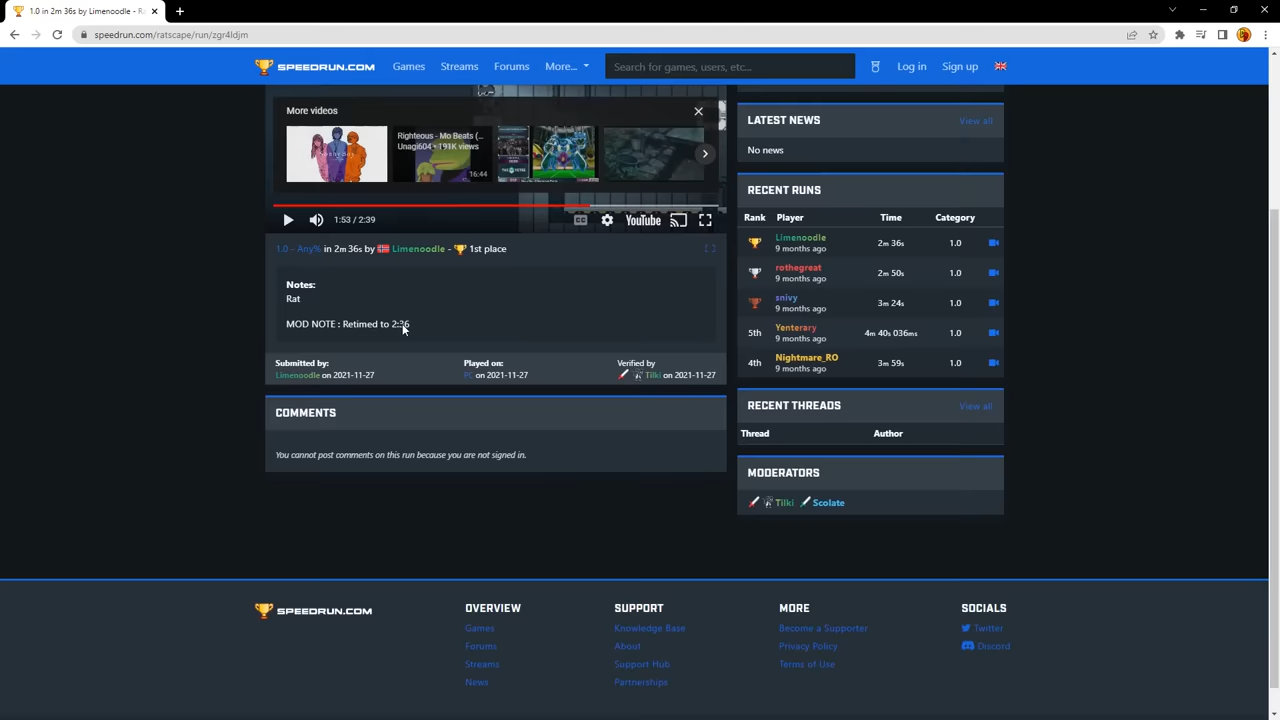 1.0 in 2m 36s by Limenoodle - Ra
speedrun.com/ratscape/run/zgr4ldjm
SPEEDRUN.COM
Games
Streams
Forums
More...
Search for games, users, etc...
Log in
Sign up
More videos
Righteous - Mo Beats (...
Unagi604 • 191K views
16:44
1:53 / 2:39
CC
YouTube
1.0 - Any% in 2m 36s by Limenoodle - 1st place
Notes:
Rat
MOD NOTE : Retimed to 2:36
Submitted by:
Limenoodle on 2021-11-27
Played on:
PC on 2021-11-27
Verified by
Tilki on 2021-11-27
COMMENTS
You cannot post comments on this run because you are not signed in.
LATEST NEWS
View all
No news
RECENT RUNS
Rank Player Time Category
Limenoodle 2m 36s 1.0
9 months ago
rothegreat 2m 50s 1.0
9 months ago
snivy 3m 24s 1.0
9 months ago
5th Yenterary 4m 40s 036ms 1.0
9 months ago
4th Nightmare_RO 3m 59s 1.0
9 months ago
RECENT THREADS
View all
Thread Author
MODERATORS
Tilki Scolate
SPEEDRUN.COM
OVERVIEW
Games
Forums
Streams
News
SUPPORT
Knowledge Base
About
Support Hub
Partnerships
MORE
Become a Supporter
Privacy Policy
Terms of Use
SOCIALS
Twitter
Discord